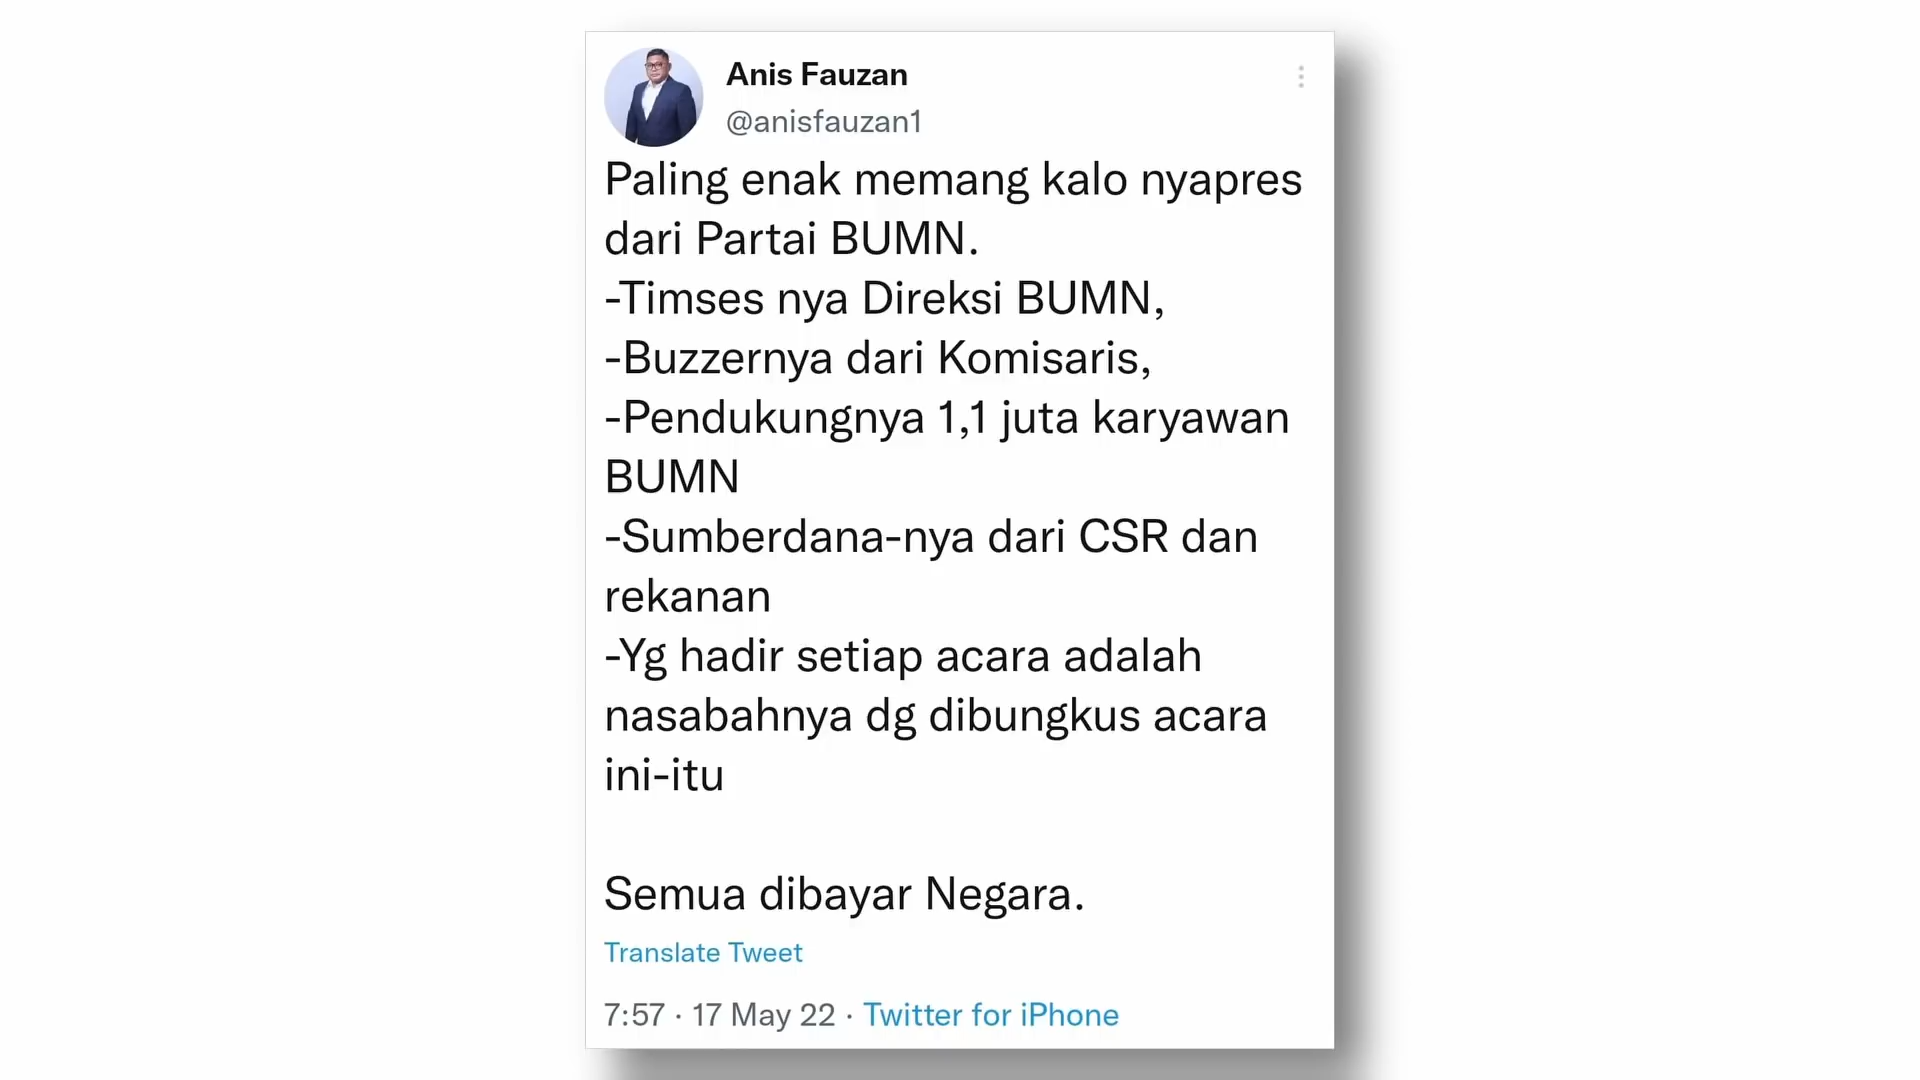 Anis Fauzan
@anisfauzan1
Paling enak memang kalo nyapres
dari Partai BUMN.
-Timses nya Direksi BUMN,
-Buzzernya dari Komisaris,
-Pendukungnya 1,1 juta karyawan
BUMN
-Sumberdana-nya dari CSR dan
rekanan
-Yg hadir setiap acara adalah
nasabahnya dg dibungkus acara
ini-itu
Semua dibayar Negara.
Translate Tweet
7:57 · 17 May 22 · Twitter for iPhone